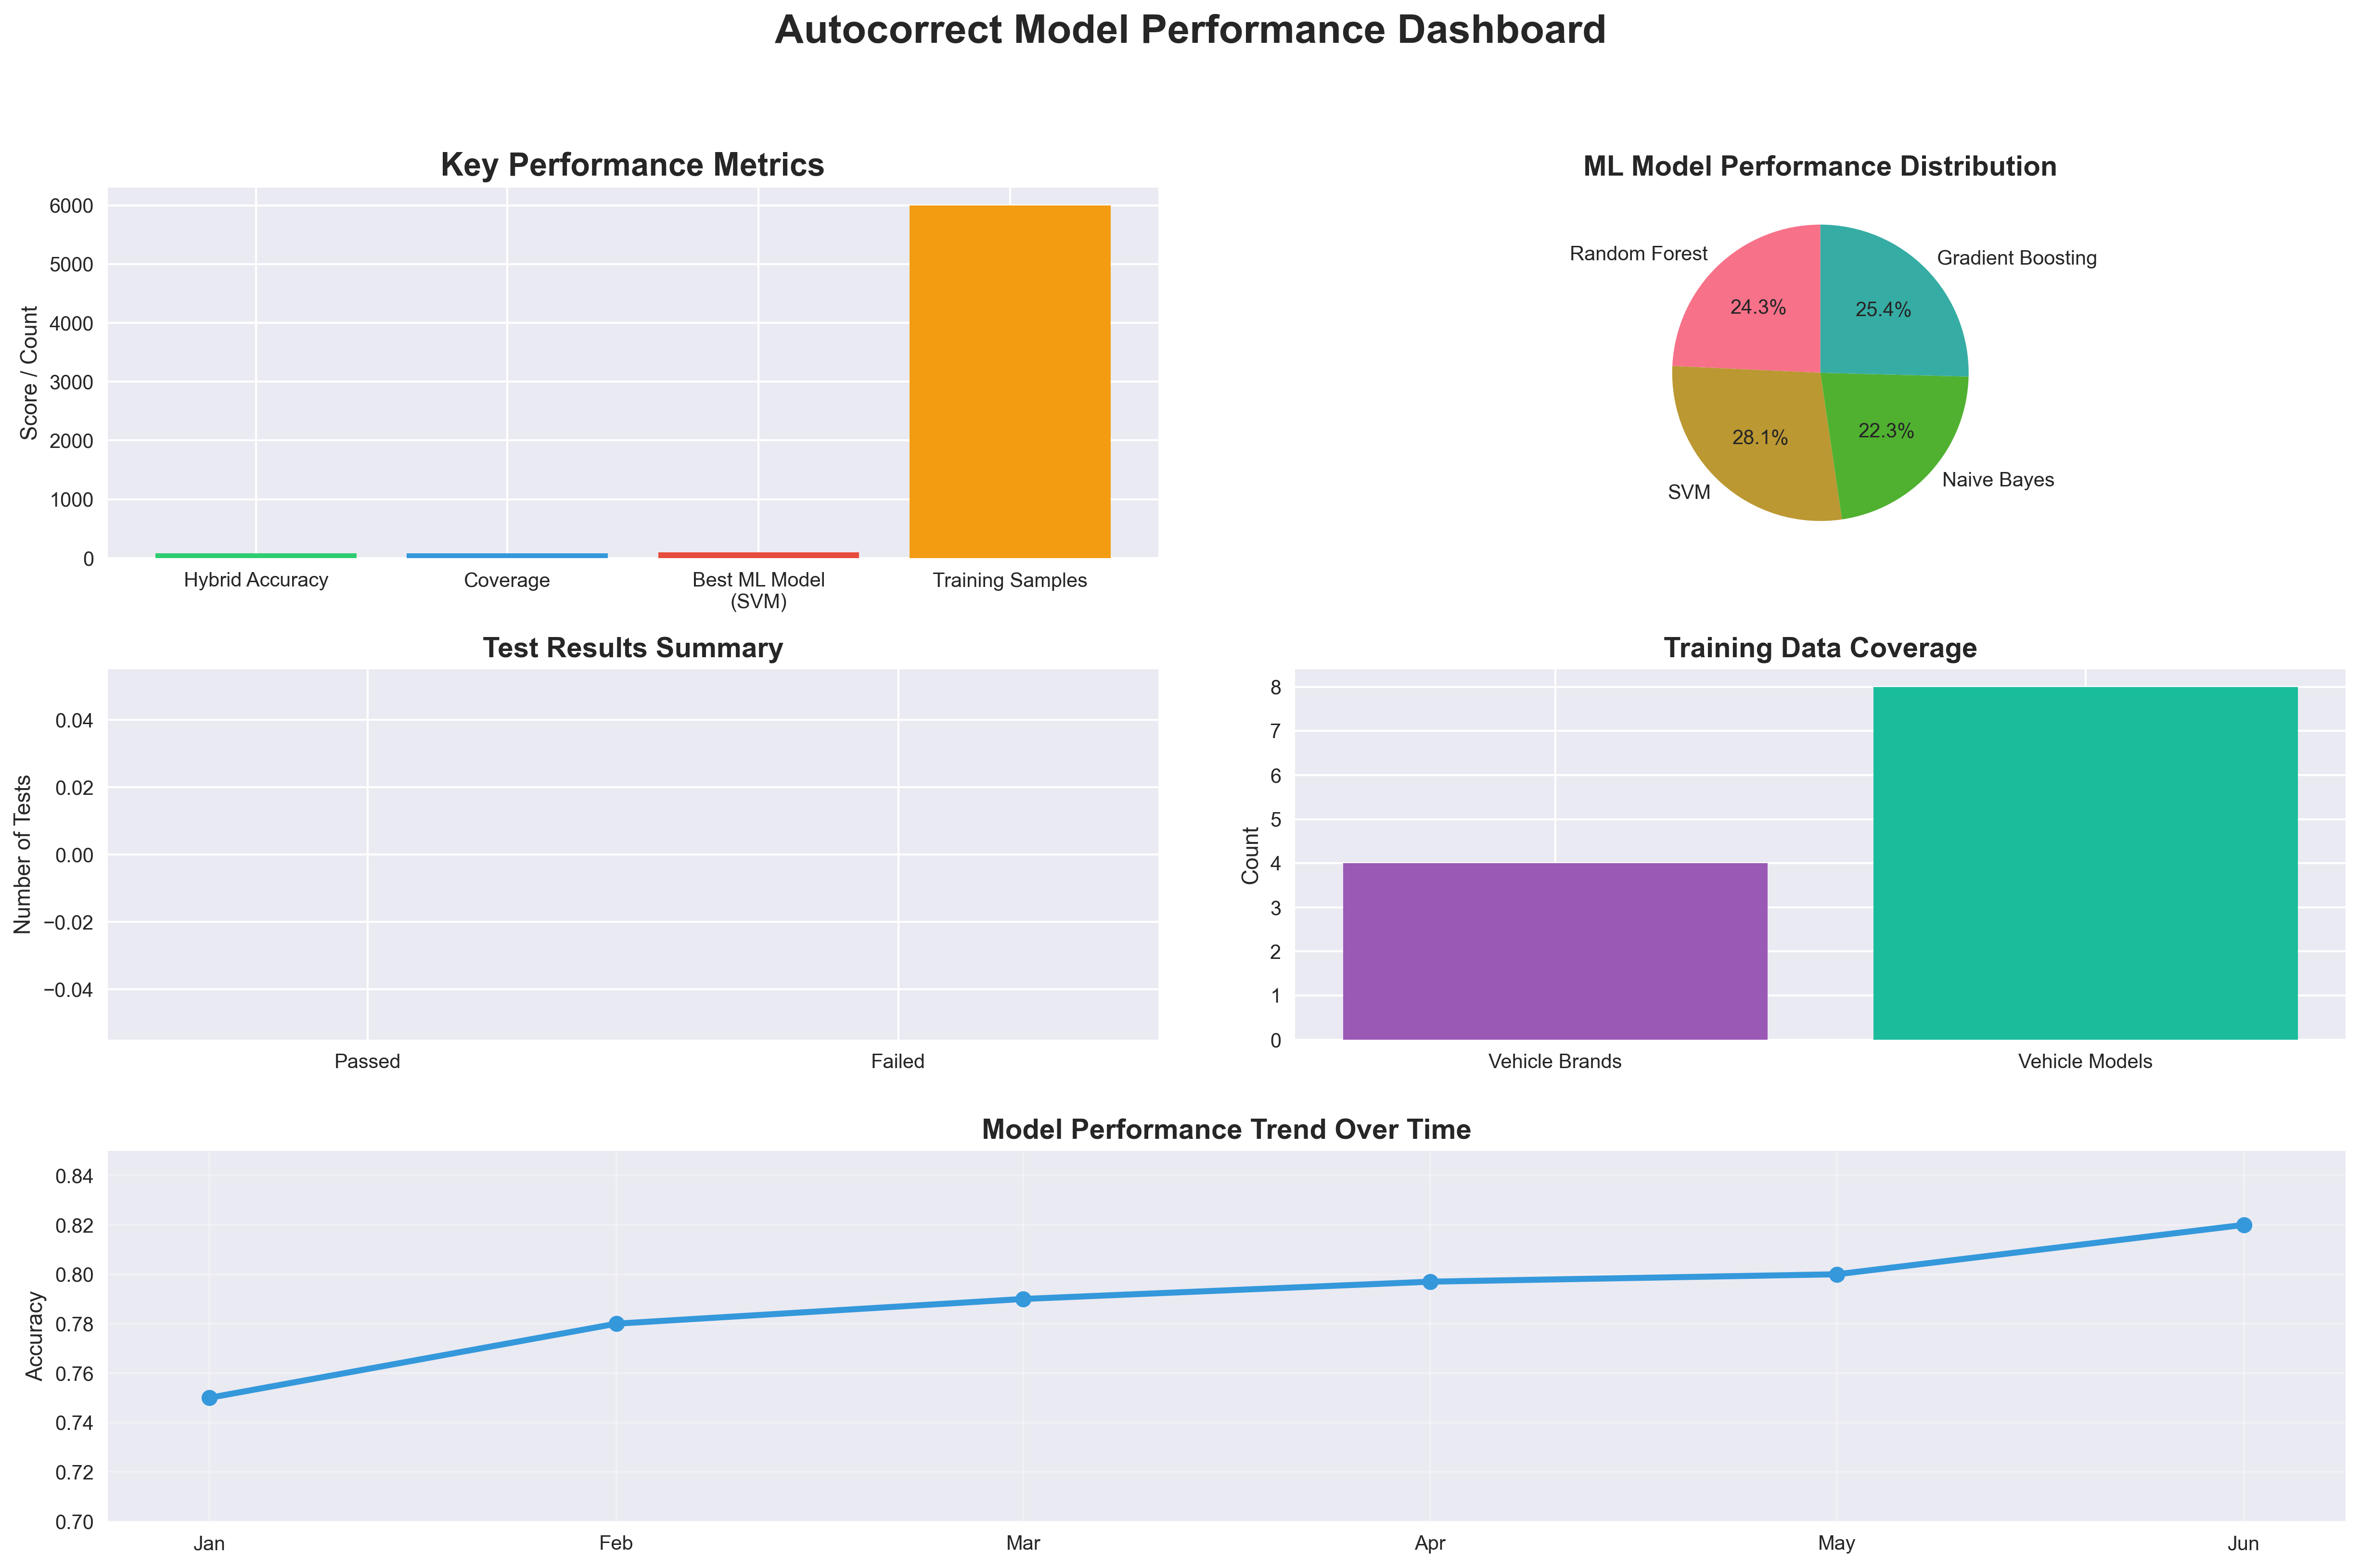 Autocorrect Model Performance Dashboard
Key Performance Metrics
Score / Count
6000
5000
4000
3000
2000
1000
0
Hybrid Accuracy
Coverage
Best ML Model
(SVM)
Training Samples
ML Model Performance Distribution
Random Forest
24.3%
Gradient Boosting
25.4%
SVM
28.1%
Naive Bayes
22.3%
Test Results Summary
Number of Tests
0.04
0.02
0.00
−0.02
−0.04
Passed
Failed
Training Data Coverage
Count
8
7
6
5
4
3
2
1
0
Vehicle Brands
Vehicle Models
Model Performance Trend Over Time
Accuracy
0.84
0.82
0.80
0.78
0.76
0.74
0.72
0.70
Jan
Feb
Mar
Apr
May
Jun